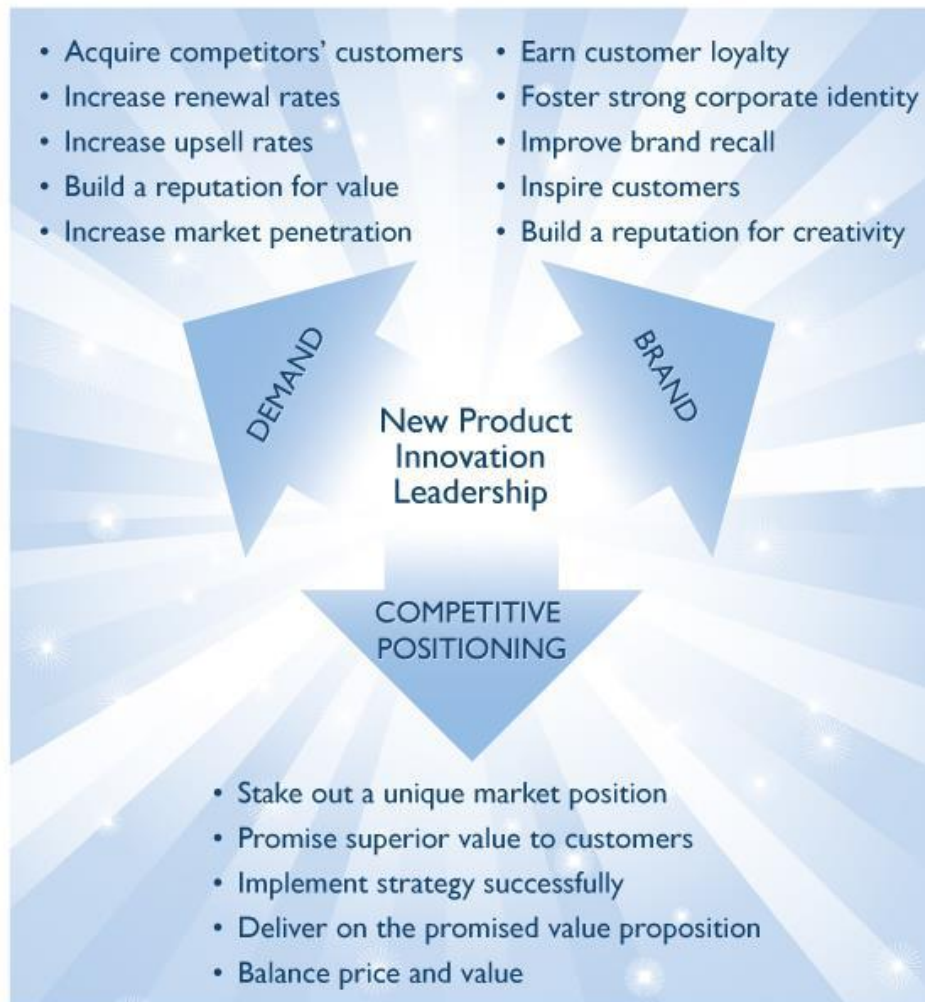 • Acquire competitors' customers
• Increase renewal rates
• Increase upsell rates
• Build a reputation for value
• Increase market penetration
• Earn customer loyalty
• Foster strong corporate identity
• Improve brand recall
• Inspire customers
• Build a reputation for creativity
DEMAND
BRAND
New Product
Innovation
Leadership
COMPETITIVE
POSITIONING
• Stake out a unique market position
• Promise superior value to customers
• Implement strategy successfully
• Deliver on the promised value proposition
• Balance price and value